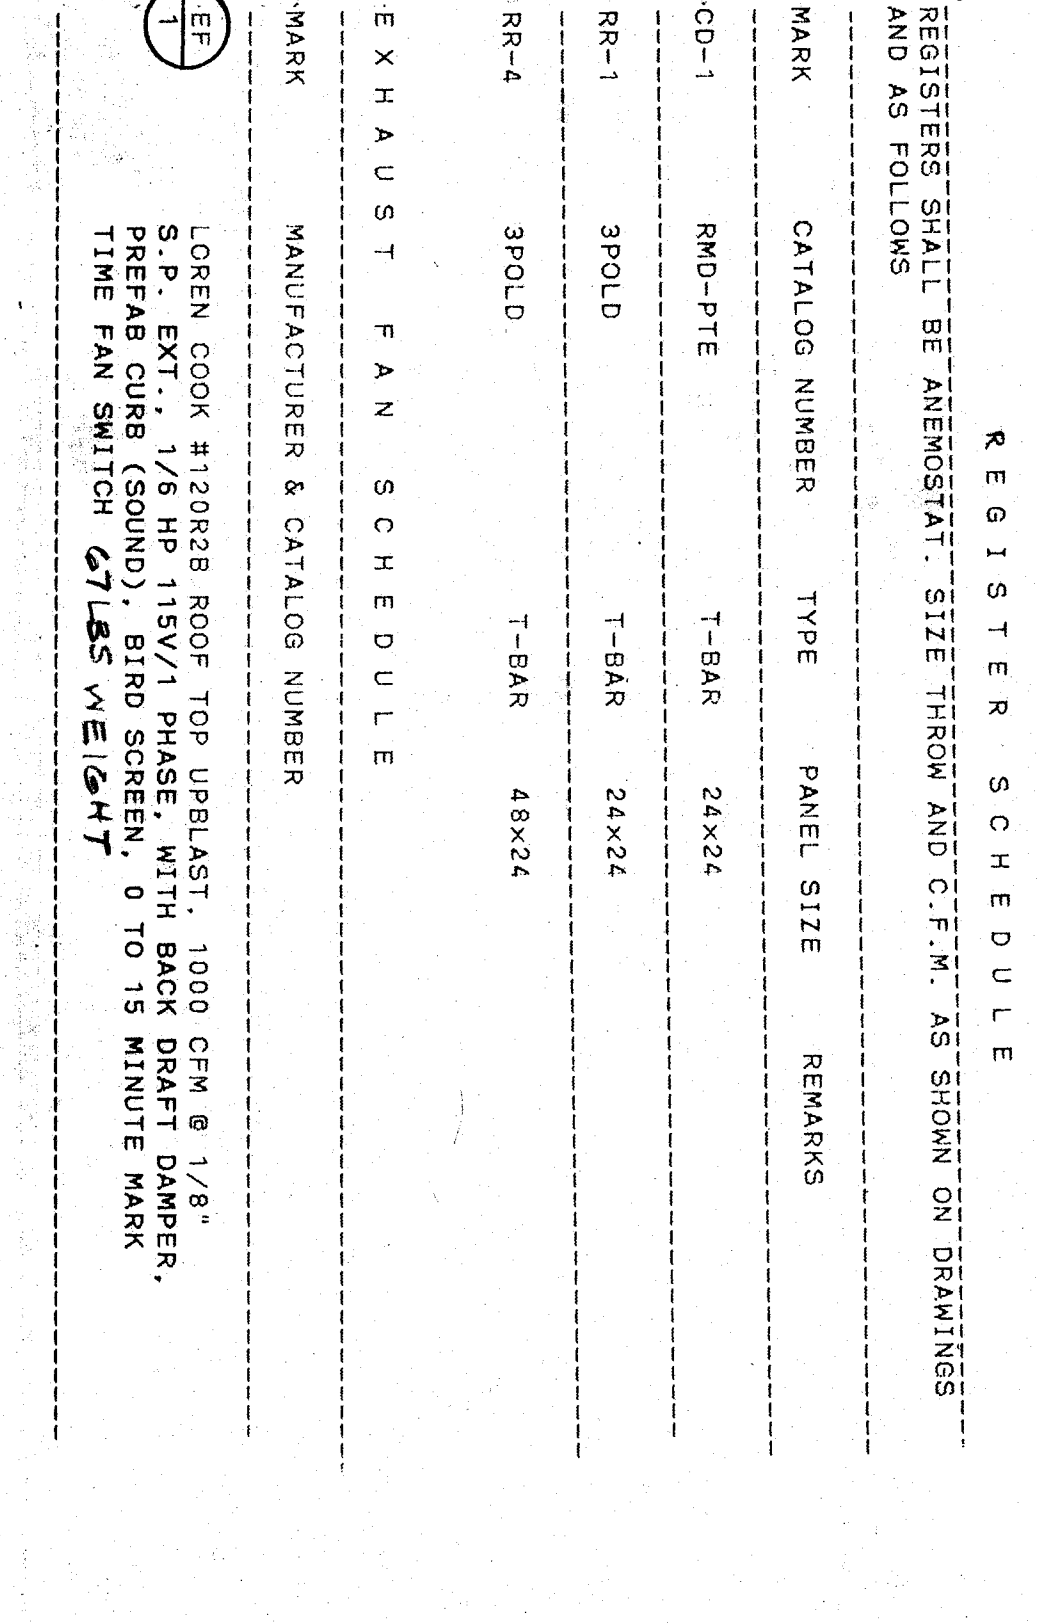 REGISTER SCHEDULE
REGISTERS SHALL BE ANEMOSTAT. SIZE THROW AND C.F.M. AS SHOWN ON DRAWINGS
AND AS FOLLOWS
MARK CATALOG NUMBER TYPE PANEL SIZE REMARKS
CD-1 RMD-PTE T-BAR 24x24
RR-1 3POLD T-BAR 24x24
RR-4 3POLD T-BAR 48x24
EXHAUST FAN SCHEDULE
MARK MANUFACTURER & CATALOG NUMBER
EF 1
LOREN COOK #120R2B ROOF TOP UPBLAST, 1000 CFM @ 1/8"
S.P. EXT., 1/6 HP 115V/1 PHASE, WITH BACK DRAFT DAMPER,
PREFAB CURB (SOUND), BIRD SCREEN, 0 TO 15 MINUTE MARK
TIME FAN SWITCH 67 LBS WEIGHT